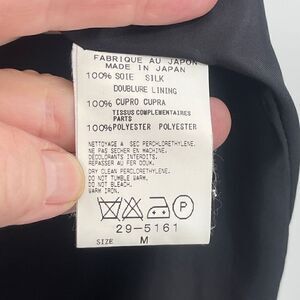 FABRIQUE AU JAPON
MADE IN JAPAN
100% SOIE SILK
DOUBLURE LINING
100% CUPRO CUPRA
TISSUS COMPLEMENTAIRES
PARTS
100% POLYESTER POLYESTER
NETTOYAGE A SEC PERCHLORETHYLENE.
NE PAS SECHER EN MACHINE.
DECOLORANTS INTERDITS.
REPASSER AU FER DOUX.
DRY CLEAN PERCLORETHYLENE.
DO NOT TUMBLE WARM.
DO NOT BLEACH.
WARM IRON.
P
29-5161
SIZE M